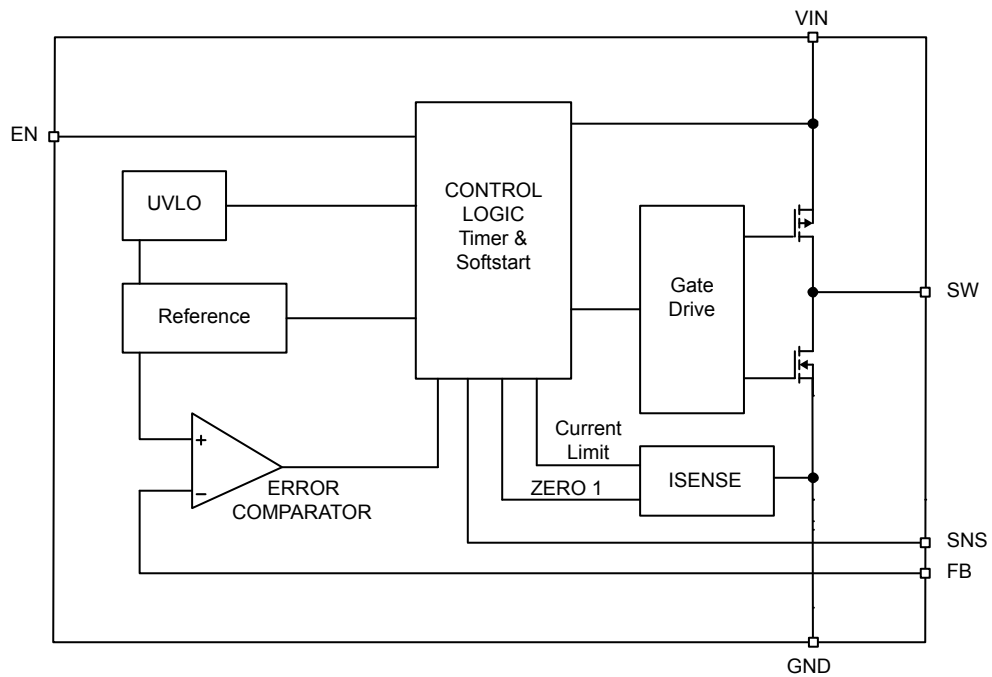 VIN
EN
UVLO
CONTROL
LOGIC
Timer &
Softstart
Reference
Gate
Drive
SW
+
−
ERROR
COMPARATOR
Current
Limit
ZERO 1
ISENSE
SNS
FB
GND